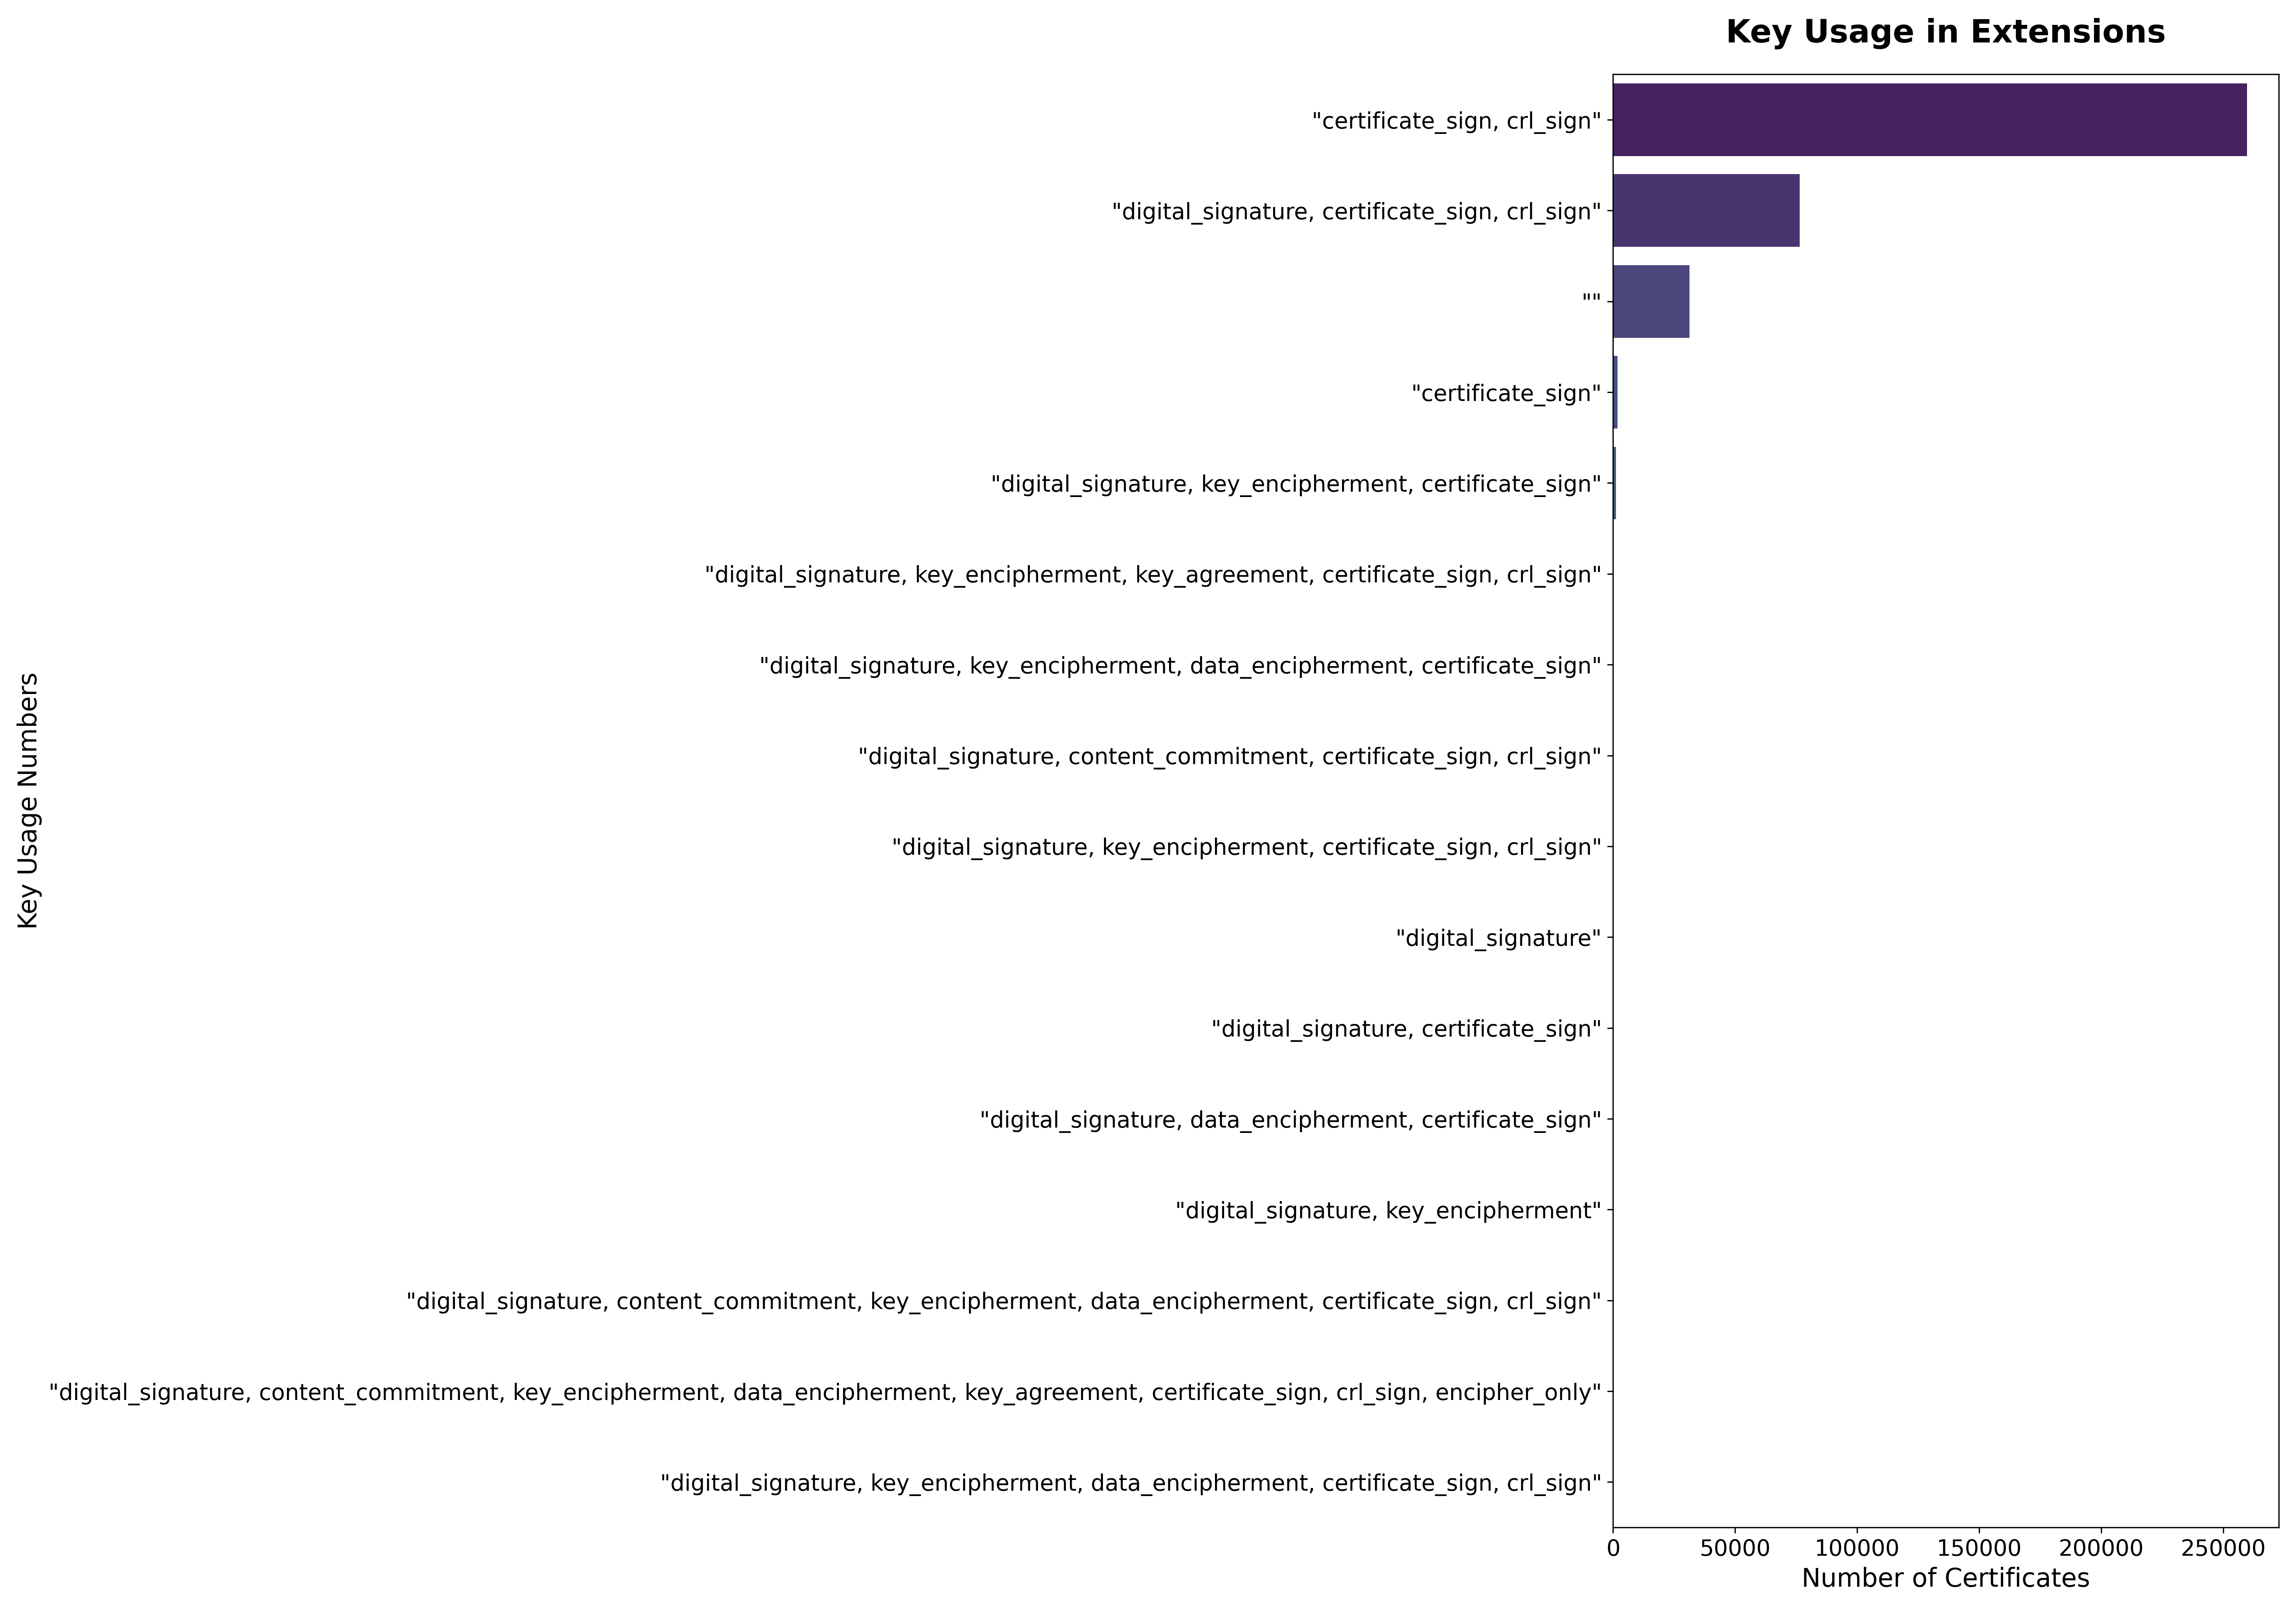 Key Usage in Extensions
"certificate_sign, crl_sign"
"digital_signature, certificate_sign, crl_sign"
""
"certificate_sign"
"digital_signature, key_encipherment, certificate_sign"
"digital_signature, key_encipherment, key_agreement, certificate_sign, crl_sign"
"digital_signature, key_encipherment, data_encipherment, certificate_sign"
"digital_signature, content_commitment, certificate_sign, crl_sign"
"digital_signature, key_encipherment, certificate_sign, crl_sign"
"digital_signature"
"digital_signature, certificate_sign"
"digital_signature, data_encipherment, certificate_sign"
"digital_signature, key_encipherment"
"digital_signature, content_commitment, key_encipherment, data_encipherment, certificate_sign, crl_sign"
"digital_signature, content_commitment, key_encipherment, data_encipherment, key_agreement, certificate_sign, crl_sign, encipher_only"
"digital_signature, key_encipherment, data_encipherment, certificate_sign, crl_sign"
Key Usage Numbers
0 50000 100000 150000 200000 250000
Number of Certificates